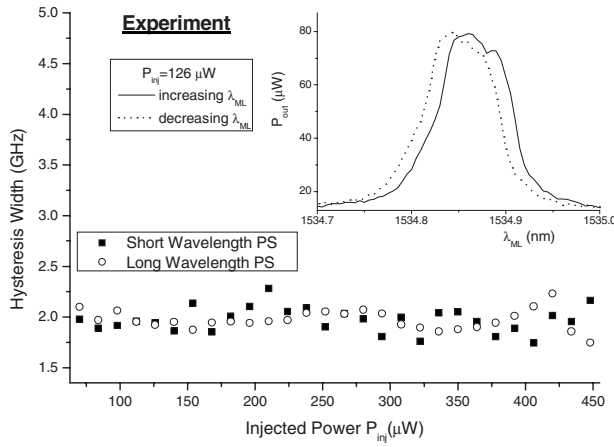 Experiment
P_inj=126 μW
increasing λ_ML
decreasing λ_ML
P_out (μW)
80
60
40
20
1534.7
1534.8
1534.9
1535.0
λ_ML (nm)
Hysteresis Width (GHz)
5.0
4.5
4.0
3.5
3.0
2.5
2.0
1.5
Short Wavelength PS
Long Wavelength PS
100
150
200
250
300
350
400
450
Injected Power P_inj(μW)